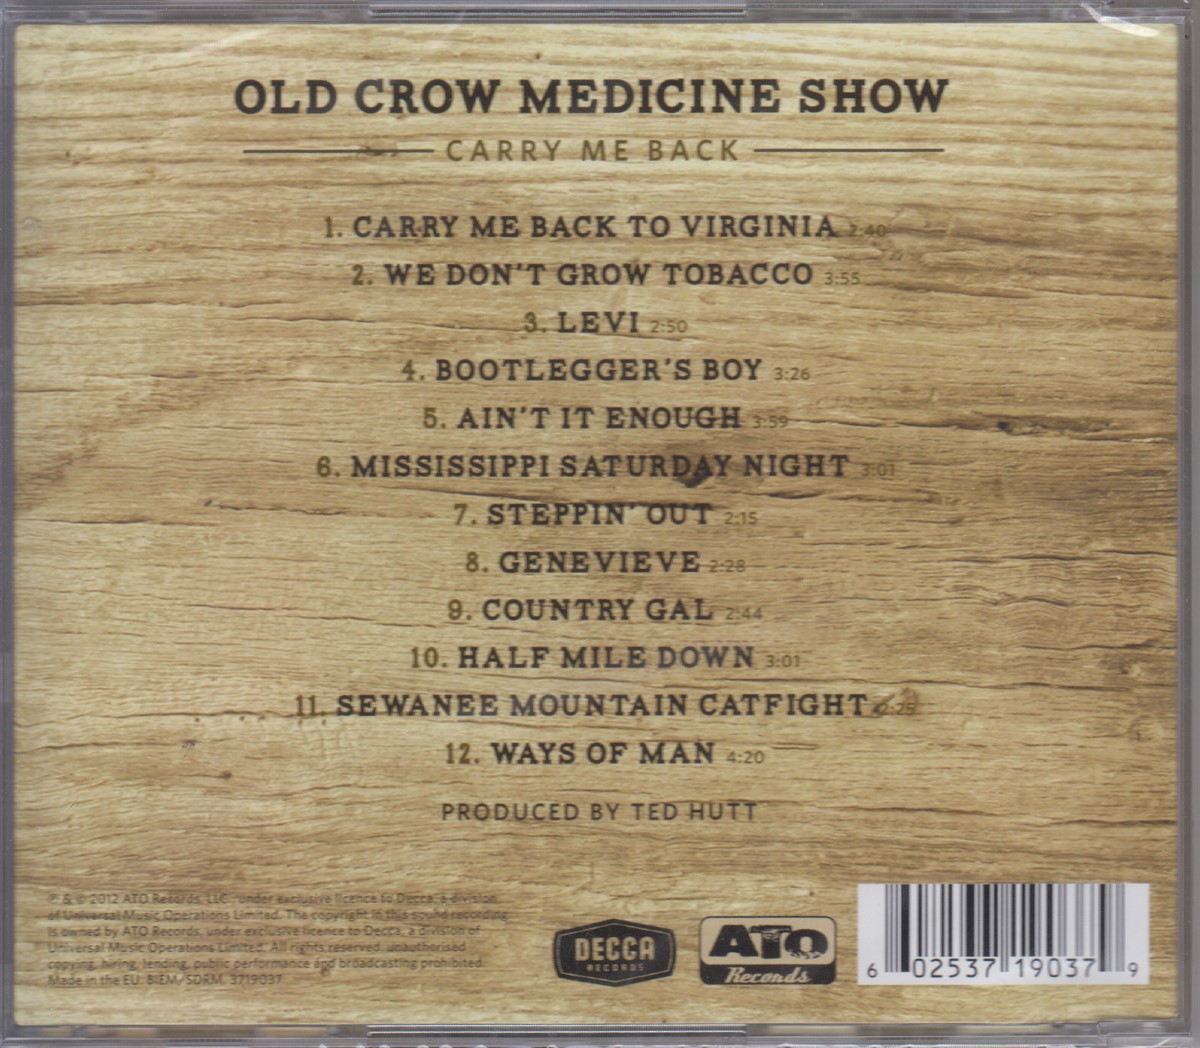 OLD CROW MEDICINE SHOW
CARRY ME BACK
1. CARRY ME BACK TO VIRGINIA 2:40
2. WE DON'T GROW TOBACCO 3:55
3. LEVI 2:50
4. BOOTLEGGER'S BOY 3:26
5. AIN'T IT ENOUGH 3:59
6. MISSISSIPPI SATURDAY NIGHT 3:01
7. STEPPIN' OUT 2:15
8. GENEVIEVE 2:28
9. COUNTRY GAL 2:44
10. HALF MILE DOWN 3:01
11. SEWANEE MOUNTAIN CATFIGHT
12. WAYS OF MAN 4:20
PRODUCED BY TED HUTT
℗ & © 2012 ATO Records, LLC. under exclusive licence to Decca, a division
of Universal Music Operations Limited. The copyright in this sound recording
is owned by ATO Records, under exclusive licence to Decca, a division of
Universal Music Operations Limited. All rights reserved. unauthorised
copying, hiring, lending, public performance and broadcasting prohibited.
Made in the EU. BIEM/SDRM. 3719037
DECCA
RECORDS
ATO
Records
6 02537 19037 9